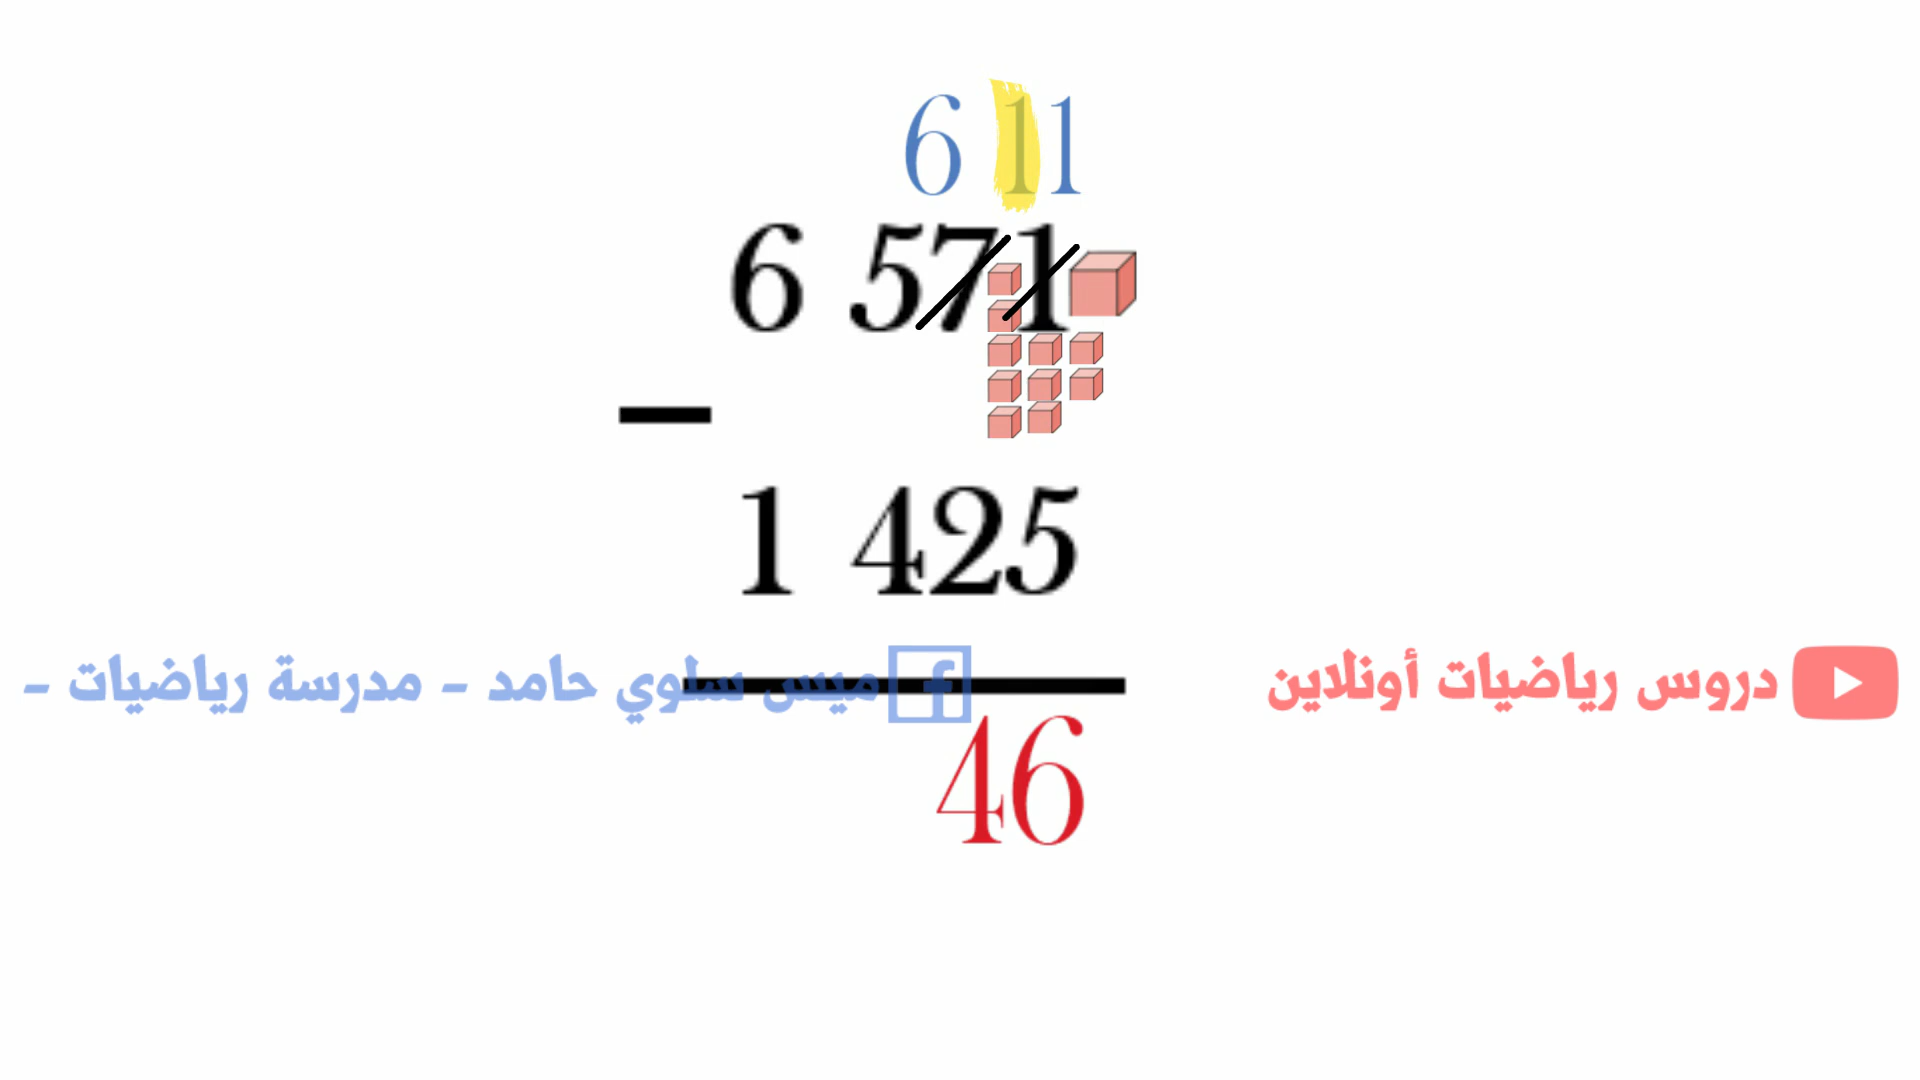 6 11
6 571
−
1 425
ميس سلوي حامد - مدرسة رياضيات -
دروس رياضيات أونلاين
46